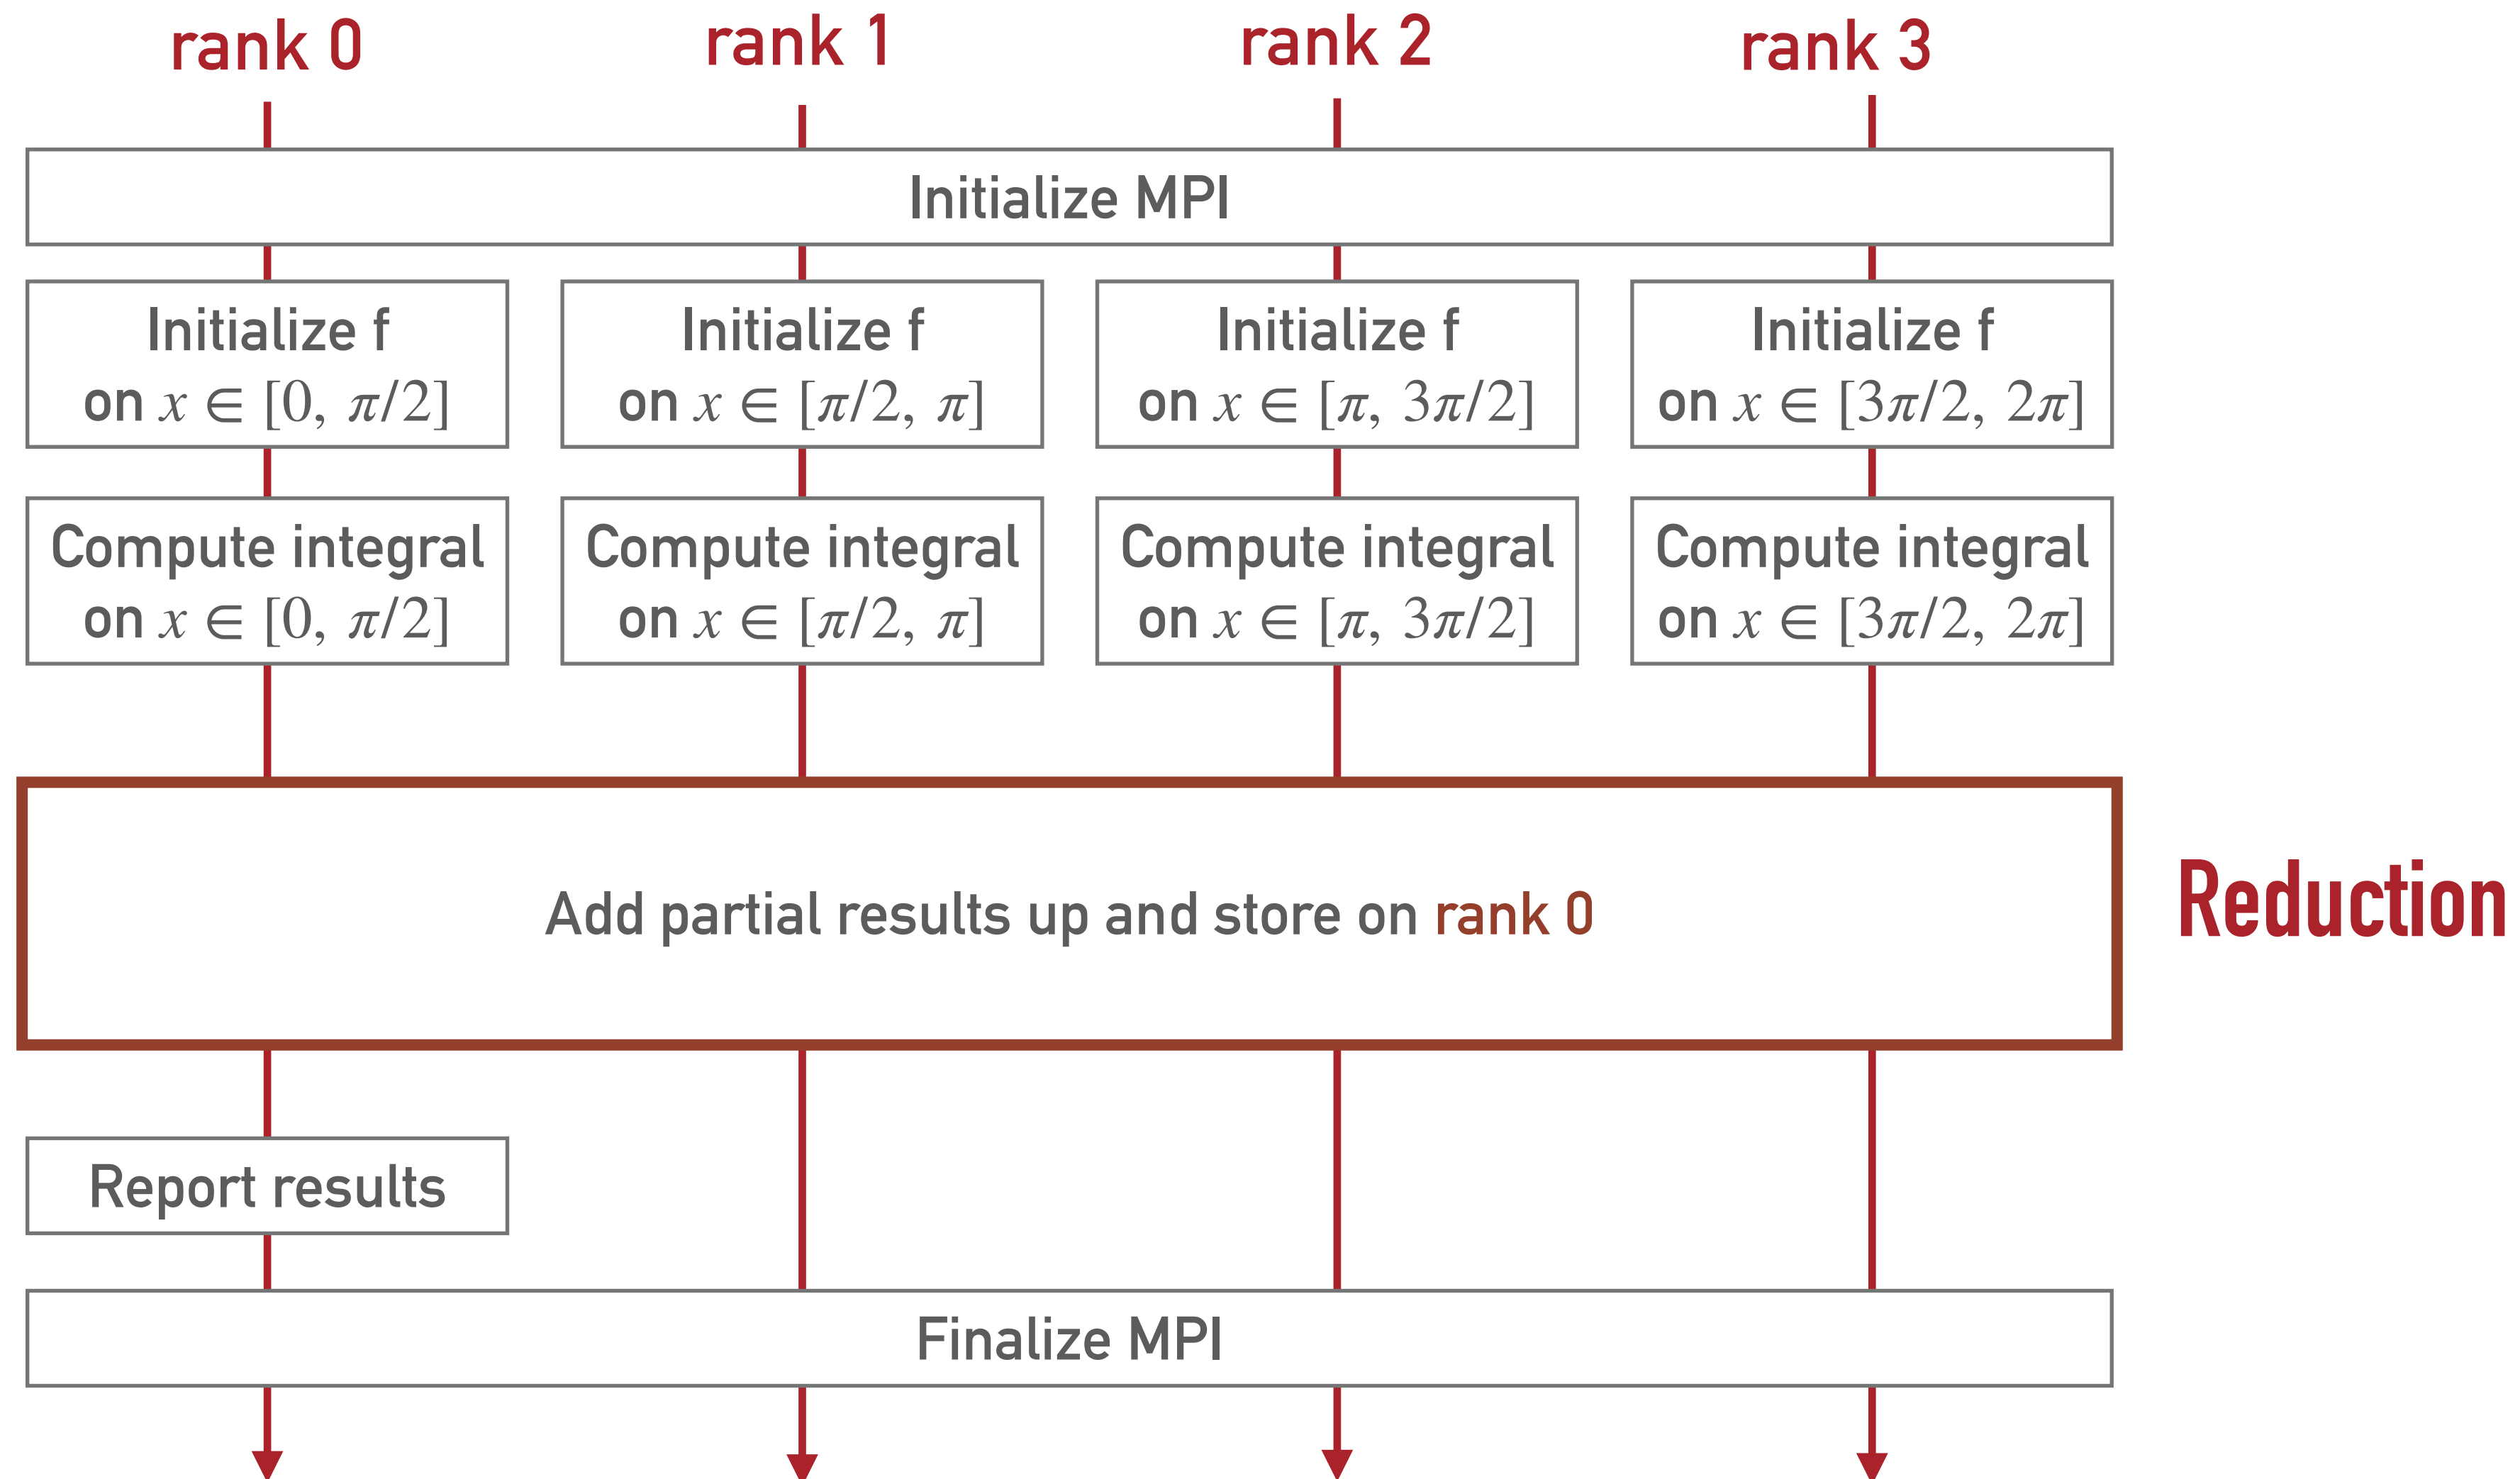 rank 0
rank 1
rank 2
rank 3
Initialize MPI
Initialize f
on x ∈ [0, π/2]
Initialize f
on x ∈ [π/2, π]
Initialize f
on x ∈ [π, 3π/2]
Initialize f
on x ∈ [3π/2, 2π]
Compute integral
on x ∈ [0, π/2]
Compute integral
on x ∈ [π/2, π]
Compute integral
on x ∈ [π, 3π/2]
Compute integral
on x ∈ [3π/2, 2π]
Add partial results up and store on rank 0
Reduction
Report results
Finalize MPI